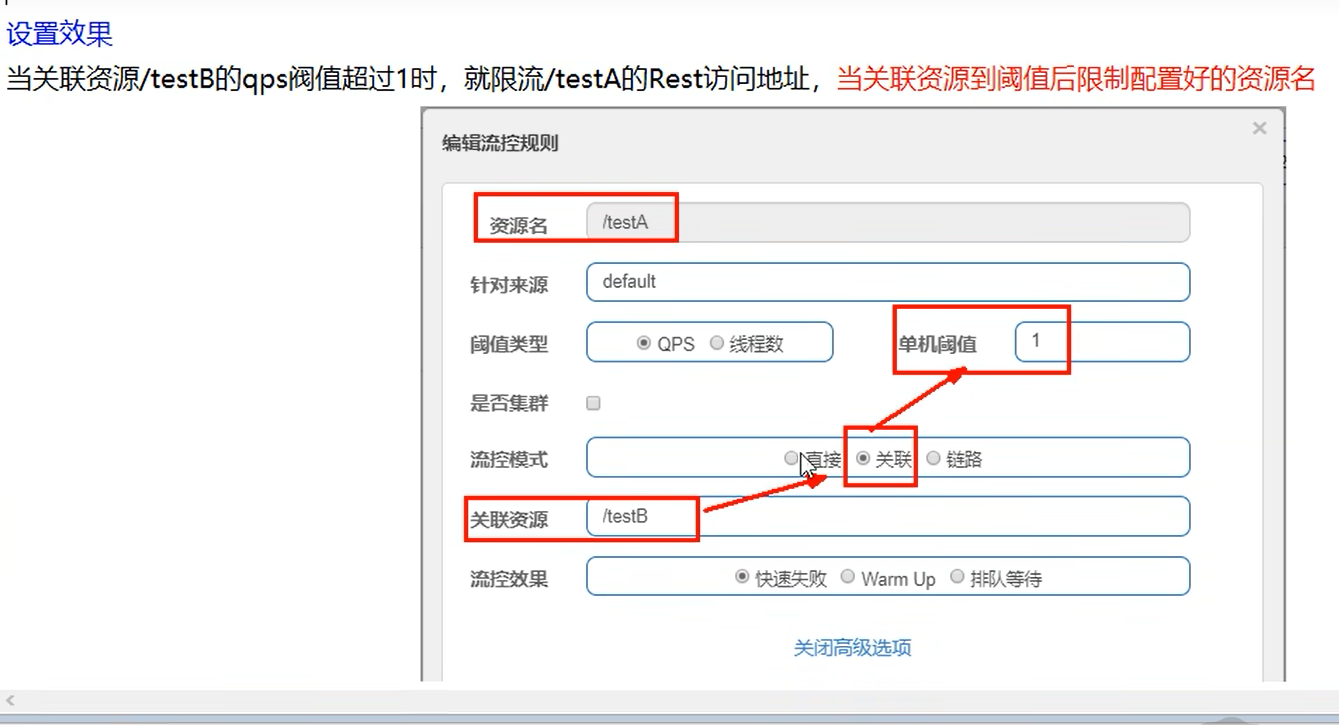 设置效果
当关联资源/testB的qps阀值超过1时，就限流/testA的Rest访问地址，当关联资源到阈值后限制配置好的资源名
编辑流控规则 ×
资源名 /testA
针对来源 default
阈值类型 QPS 线程数 单机阈值 1
是否集群
流控模式 直接 关联 链路
关联资源 /testB
流控效果 快速失败 Warm Up 排队等待
关闭高级选项